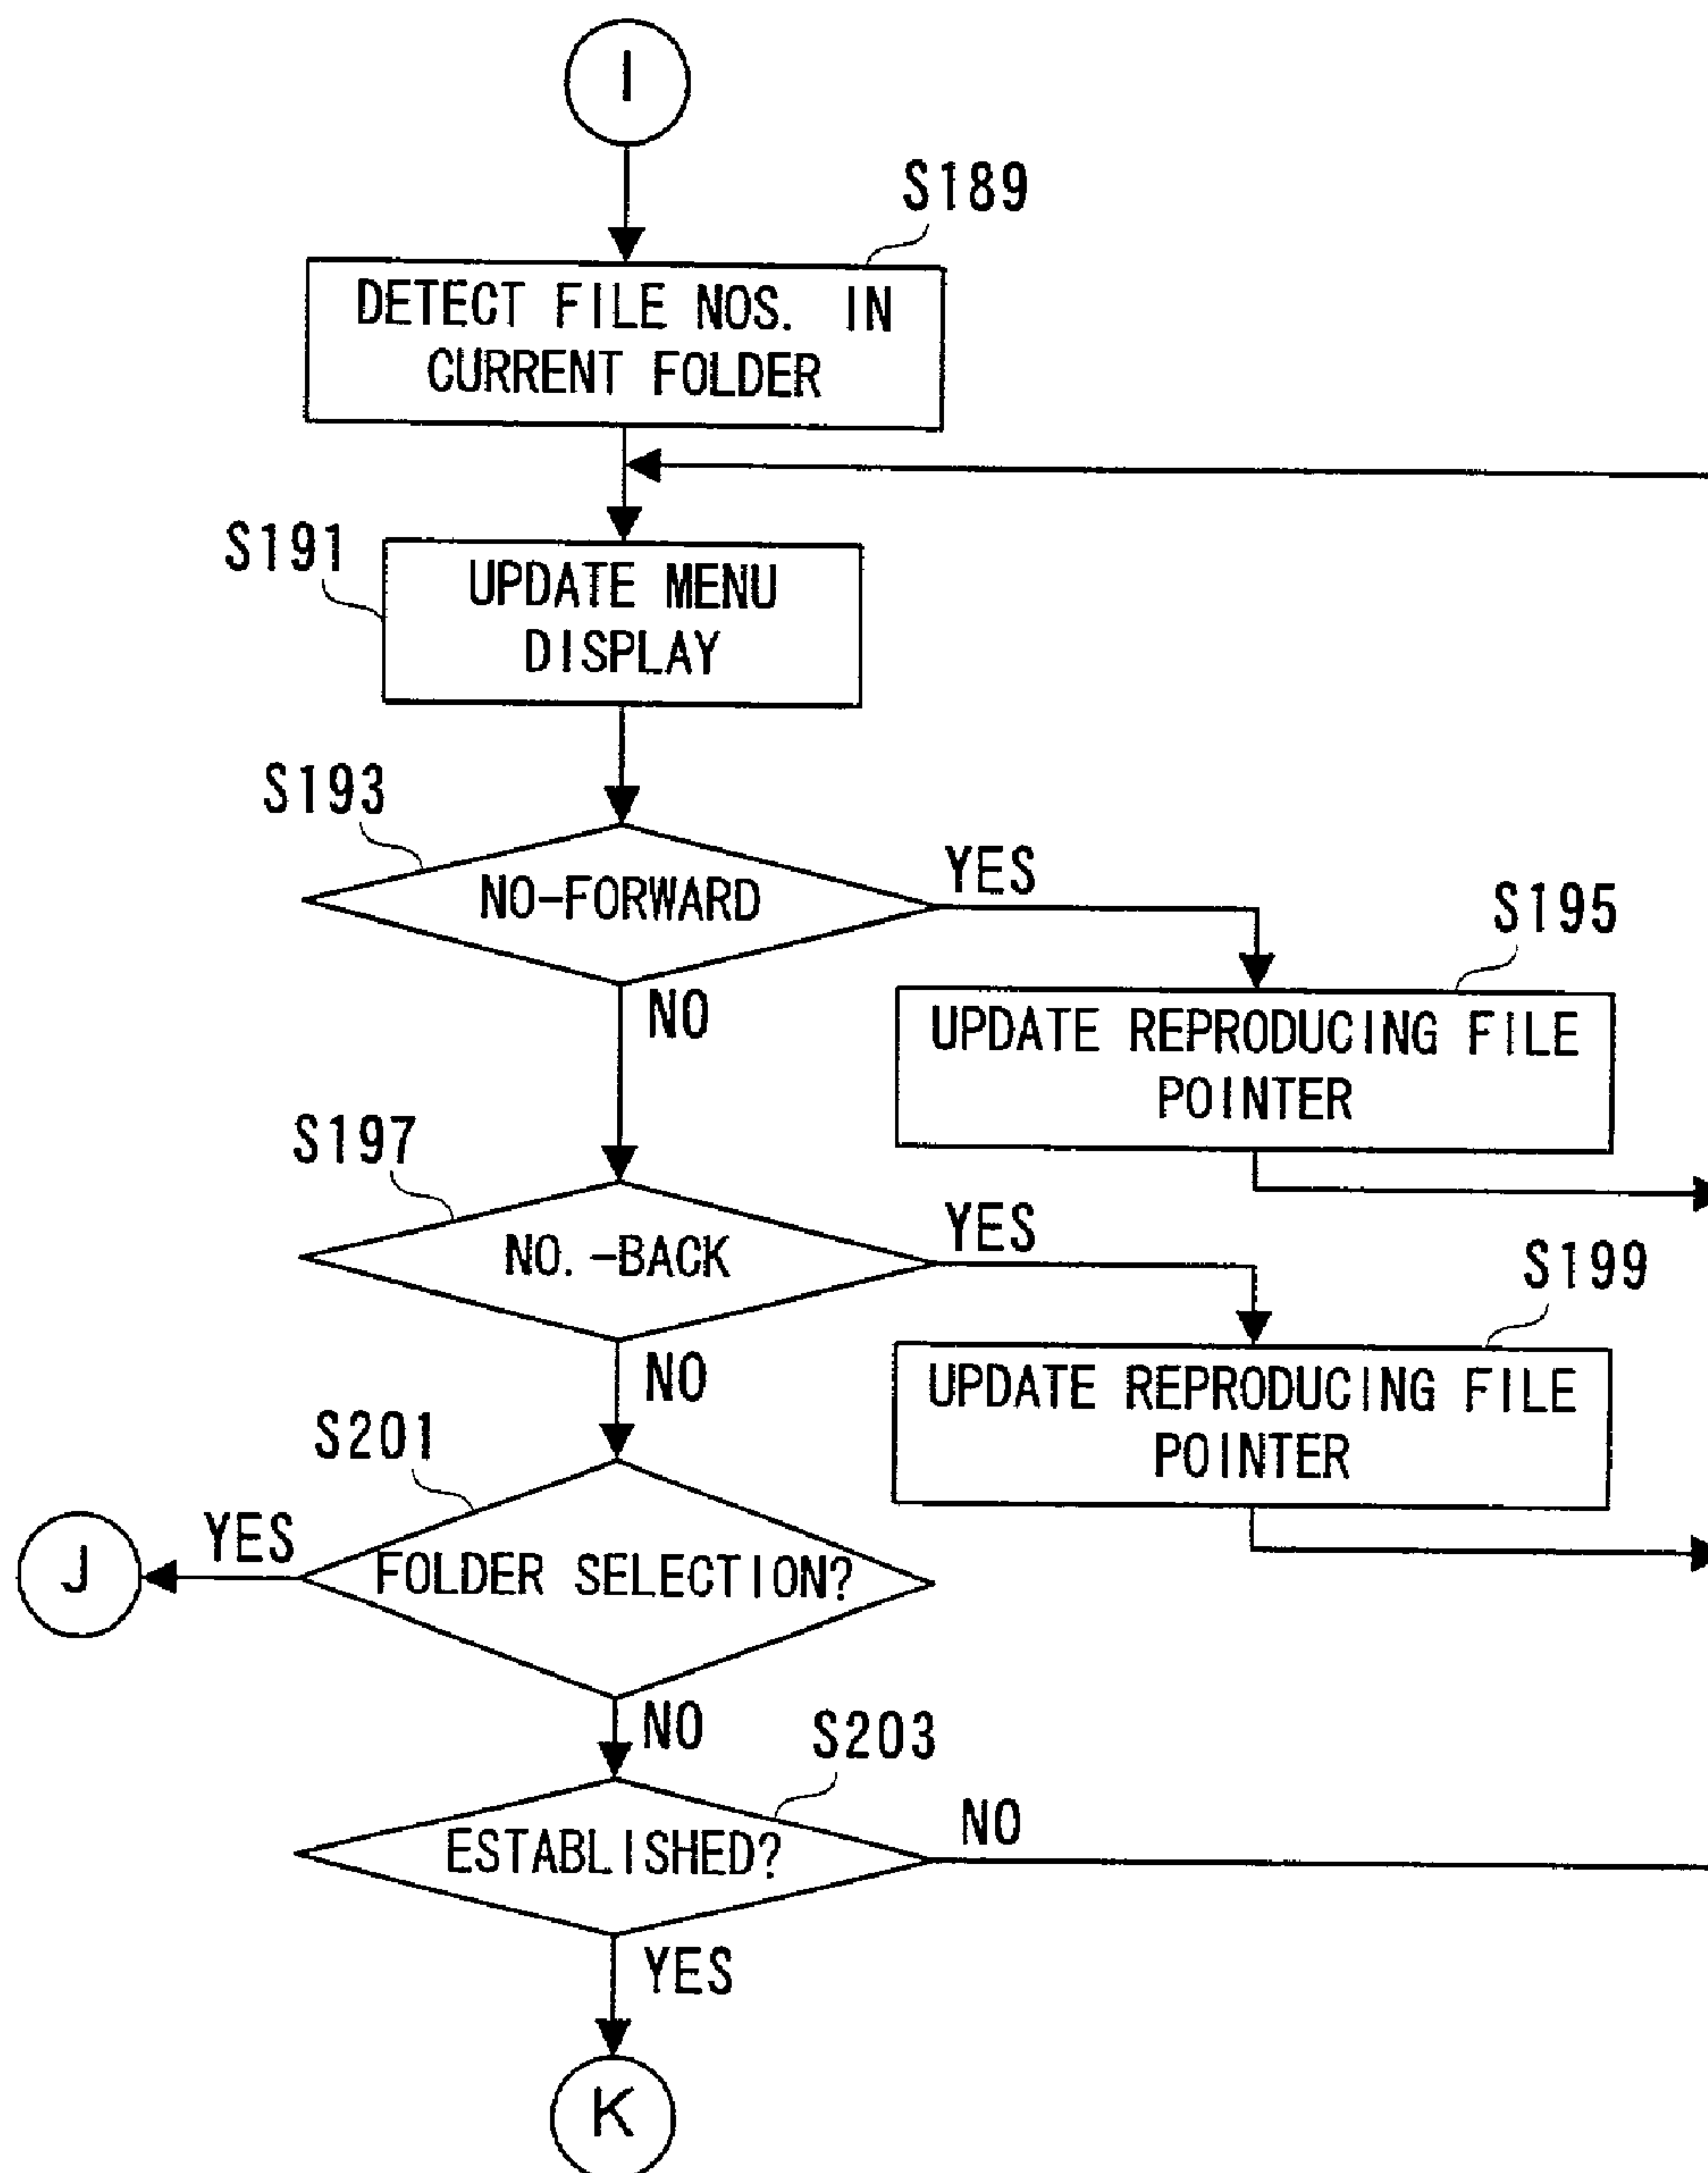 I
S189
DETECT FILE NOS. IN
CURRENT FOLDER
S191
UPDATE MENU
DISPLAY
S193
NO-FORWARD
YES
S195
NO
UPDATE REPRODUCING FILE
POINTER
S197
NO.-BACK
YES
S199
NO
UPDATE REPRODUCING FILE
POINTER
S201
YES
J
FOLDER SELECTION?
NO
S203
ESTABLISHED?
NO
YES
K